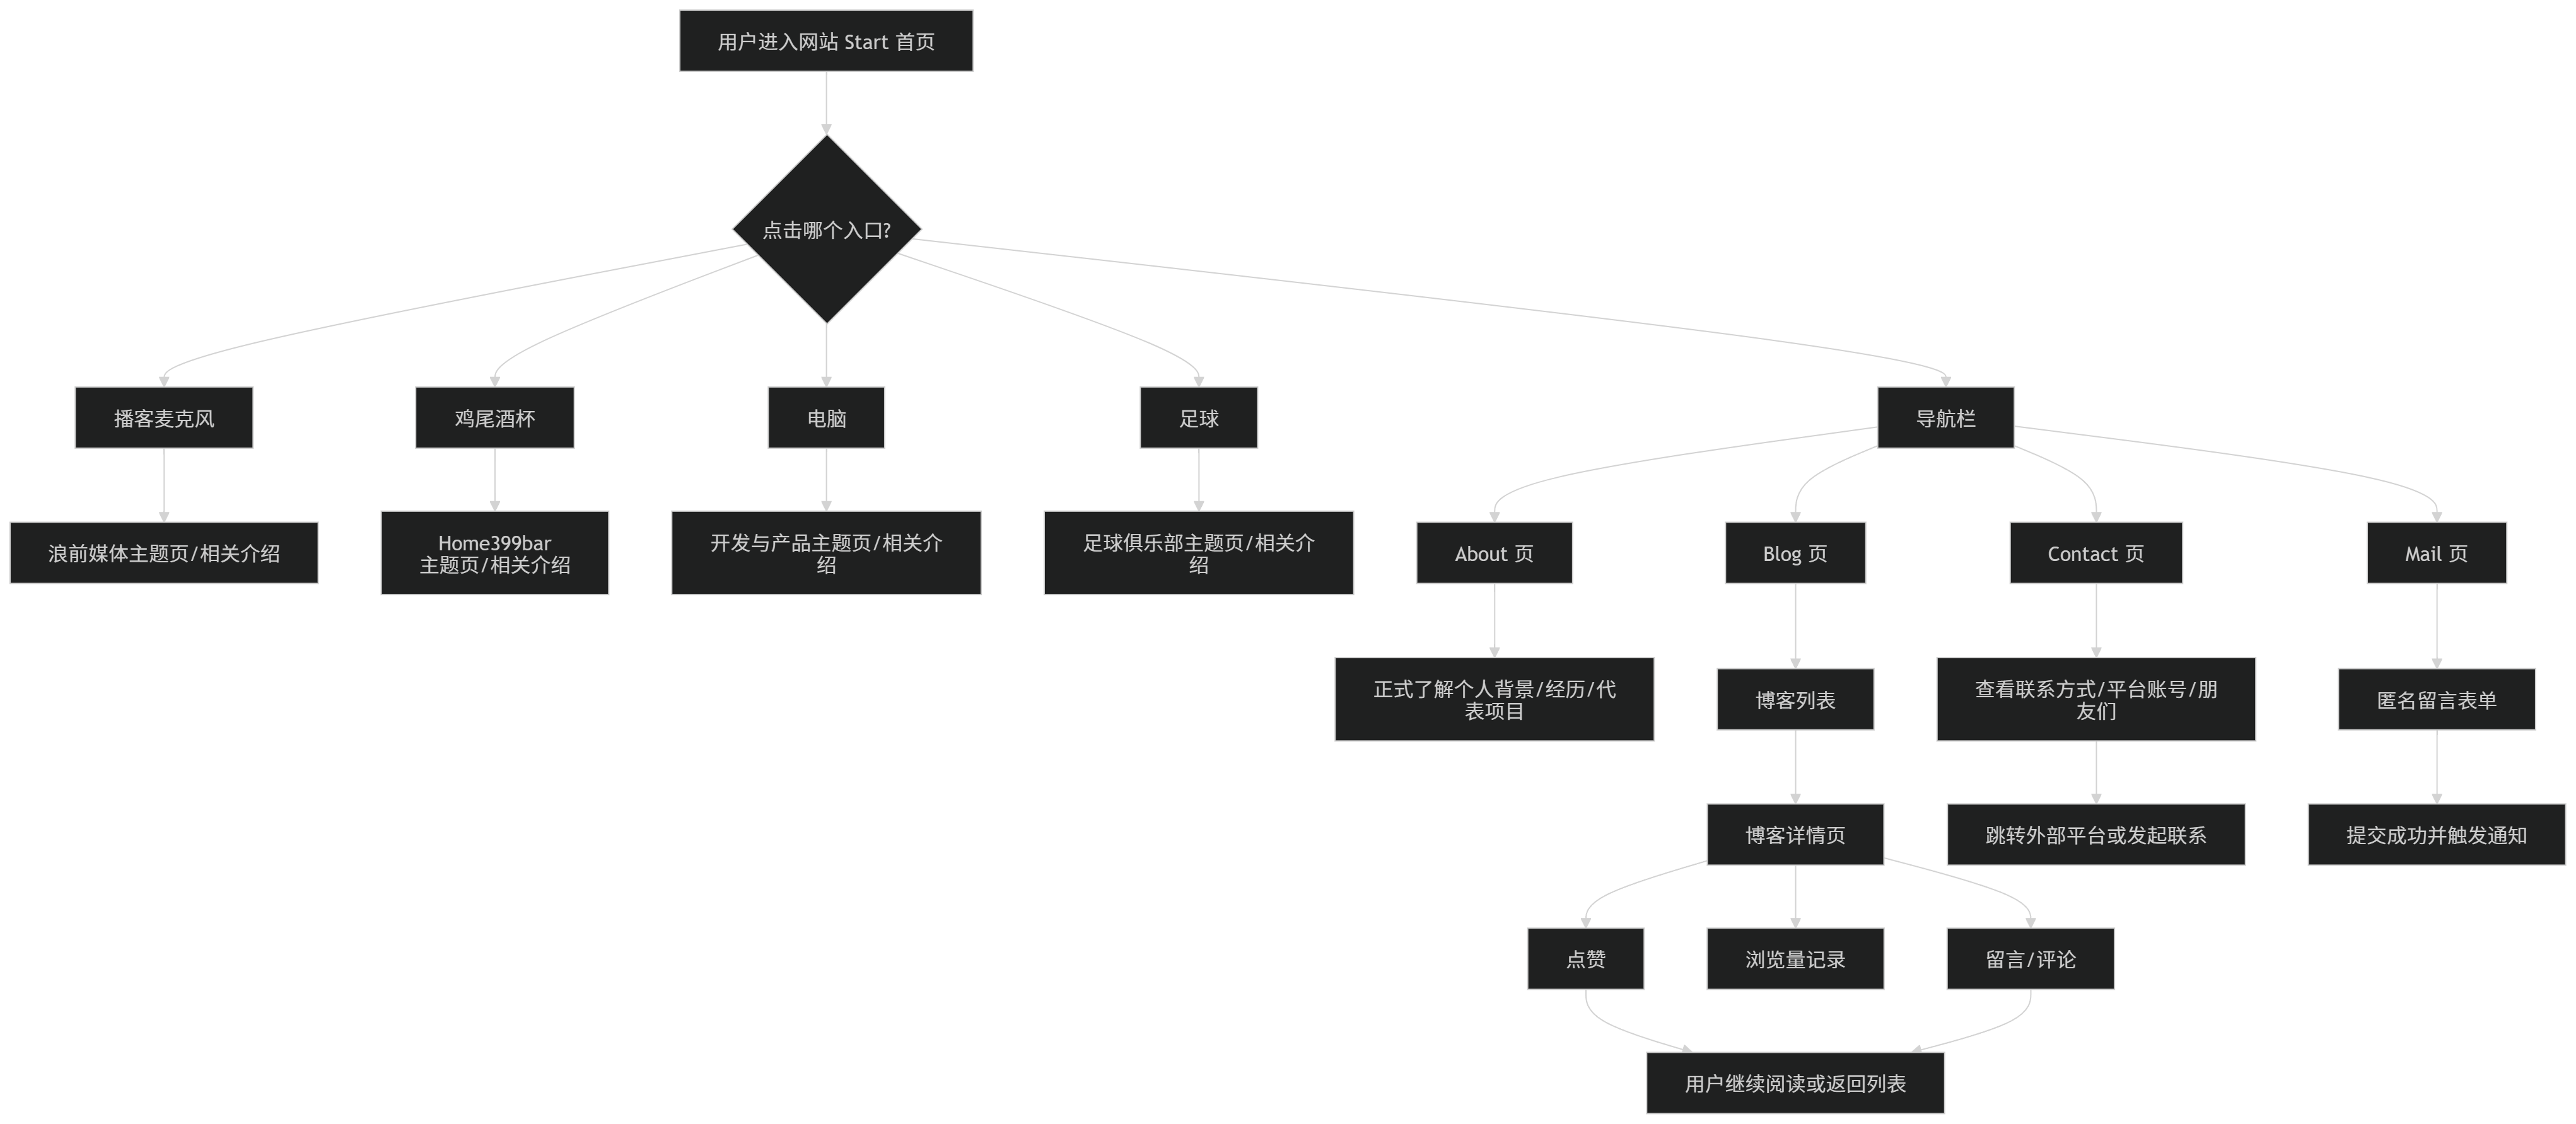 用户进入网站 Start 首页
点击哪个入口?
播客麦克风
鸡尾酒杯
电脑
足球
导航栏
浪前媒体主题页/相关介绍
Home399bar
主题页/相关介绍
开发与产品主题页/相关介
绍
足球俱乐部主题页/相关介
绍
About 页
Blog 页
Contact 页
Mail 页
正式了解个人背景/经历/代
表项目
博客列表
查看联系方式/平台账号/朋
友们
匿名留言表单
博客详情页
跳转外部平台或发起联系
提交成功并触发通知
点赞
浏览量记录
留言/评论
用户继续阅读或返回列表